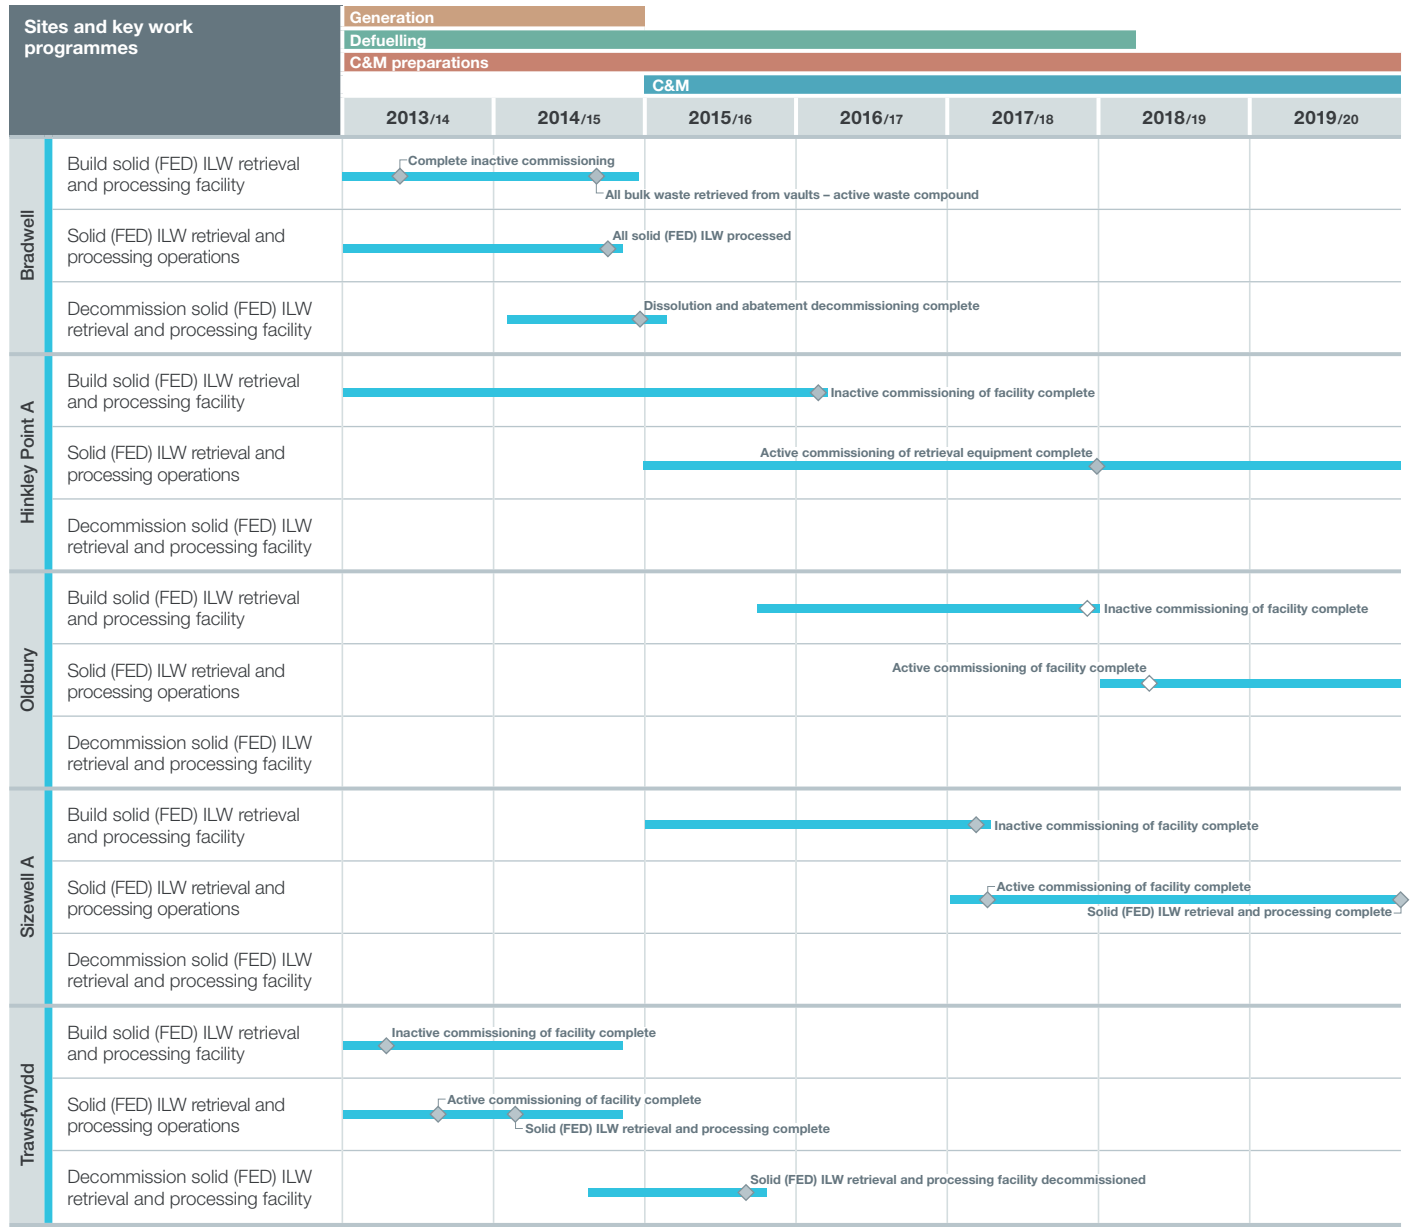 Sites and key work
programmes
Generation
Defuelling
C&M preparations
C&M
2013/14
2014/15
2015/16
2016/17
2017/18
2018/19
2019/20
Bradwell
Build solid (FED) ILW retrieval
and processing facility
Complete inactive commissioning
All bulk waste retrieved from vaults – active waste compound
Solid (FED) ILW retrieval and
processing operations
All solid (FED) ILW processed
Decommission solid (FED) ILW
retrieval and processing facility
Dissolution and abatement decommissioning complete
Hinkley Point A
Build solid (FED) ILW retrieval
and processing facility
Inactive commissioning of facility complete
Solid (FED) ILW retrieval and
processing operations
Active commissioning of retrieval equipment complete
Decommission solid (FED) ILW
retrieval and processing facility
Oldbury
Build solid (FED) ILW retrieval
and processing facility
Inactive commissioning of facility complete
Solid (FED) ILW retrieval and
processing operations
Active commissioning of facility complete
Decommission solid (FED) ILW
retrieval and processing facility
Sizewell A
Build solid (FED) ILW retrieval
and processing facility
Inactive commissioning of facility complete
Solid (FED) ILW retrieval and
processing operations
Active commissioning of facility complete
Solid (FED) ILW retrieval and processing complete
Decommission solid (FED) ILW
retrieval and processing facility
Trawsfynydd
Build solid (FED) ILW retrieval
and processing facility
Inactive commissioning of facility complete
Solid (FED) ILW retrieval and
processing operations
Active commissioning of facility complete
Solid (FED) ILW retrieval and processing complete
Decommission solid (FED) ILW
retrieval and processing facility
Solid (FED) ILW retrieval and processing facility decommissioned